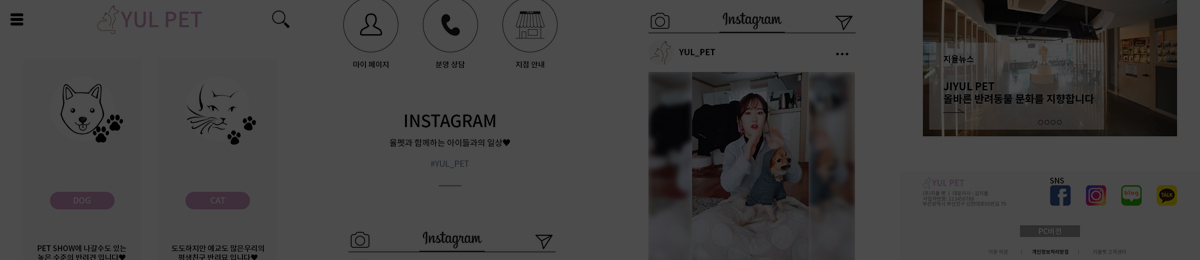 YUL PET
DOG
CAT
PET SHOW에 나갈수도 있는
높은 수준의 반려견 입니다♥
도도하지만 애교도 많은우리의
희생친구 반려묘 입니다♥
마이 페이지
분양 상담
지점 안내
INSTAGRAM
율펫과 함께하는 아이들과의 일상♥
#YUL_PET
Instagram
Instagram
YUL_PET
지율뉴스
JIYUL PET
올바른 반려동물 문화를 지향합니다
YUL PET
SNS
blog
TALK
PC버전
개인정보처리방침